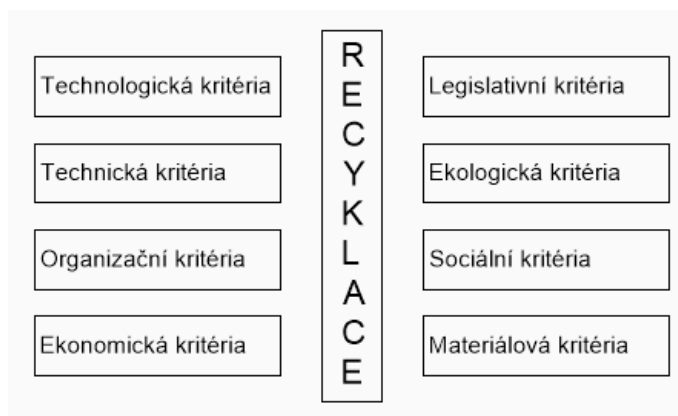 Technologická kritéria
Technická kritéria
Organizační kritéria
Ekonomická kritéria
R
E
C
Y
K
L
A
C
E
Legislativní kritéria
Ekologická kritéria
Sociální kritéria
Materiálová kritéria